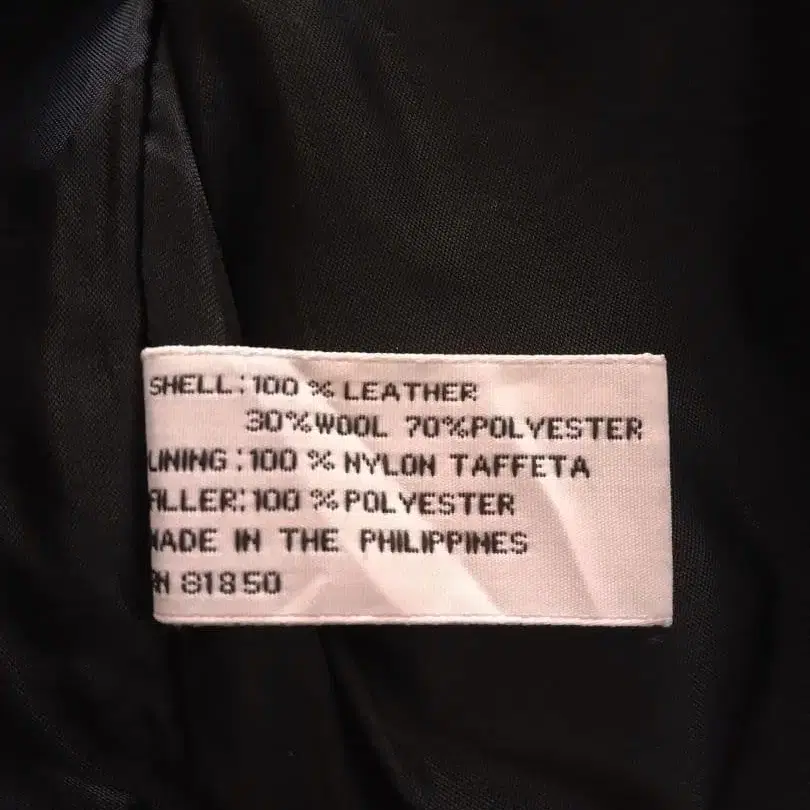 SHELL: 100 % LEATHER
30% WOOL 70% POLYESTER
LINING: 100 % NYLON TAFFETA
FILLER: 100 % POLYESTER
MADE IN THE PHILIPPINES
RN 81850